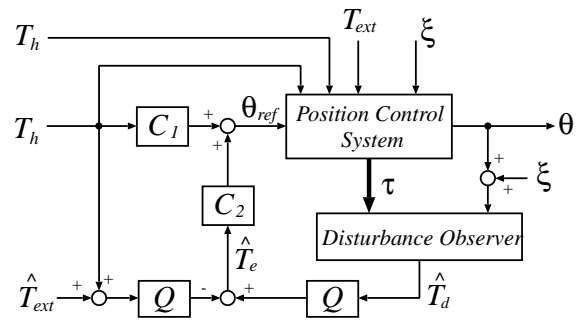 T_h
T_ext
ξ
T_h
C_1
+
+
θ_ref
Position Control
System
θ
τ
+
+
ξ
C_2
Disturbance Observer
T̂_e
T̂_d
T̂_ext
+
+
Q
-
+
Q